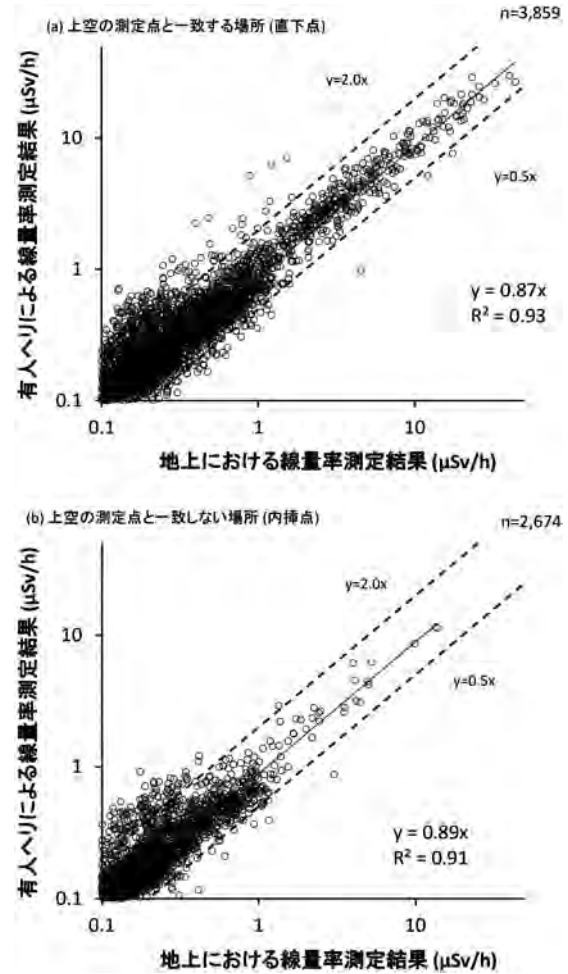 (a) 上空の測定点と一致する場所 (直下点)
n=3,859
有人ヘリによる線量率測定結果 (μSv/h)
10
1
0.1
y=2.0x
y=0.5x
y = 0.87x
R² = 0.93
0.1
1
10
地上における線量率測定結果 (μSv/h)
(b) 上空の測定点と一致しない場所 (内挿点)
n=2,674
有人ヘリによる線量率測定結果 (μSv/h)
10
1
0.1
y=2.0x
y=0.5x
y = 0.89x
R² = 0.91
0.1
1
10
地上における線量率測定結果 (μSv/h)